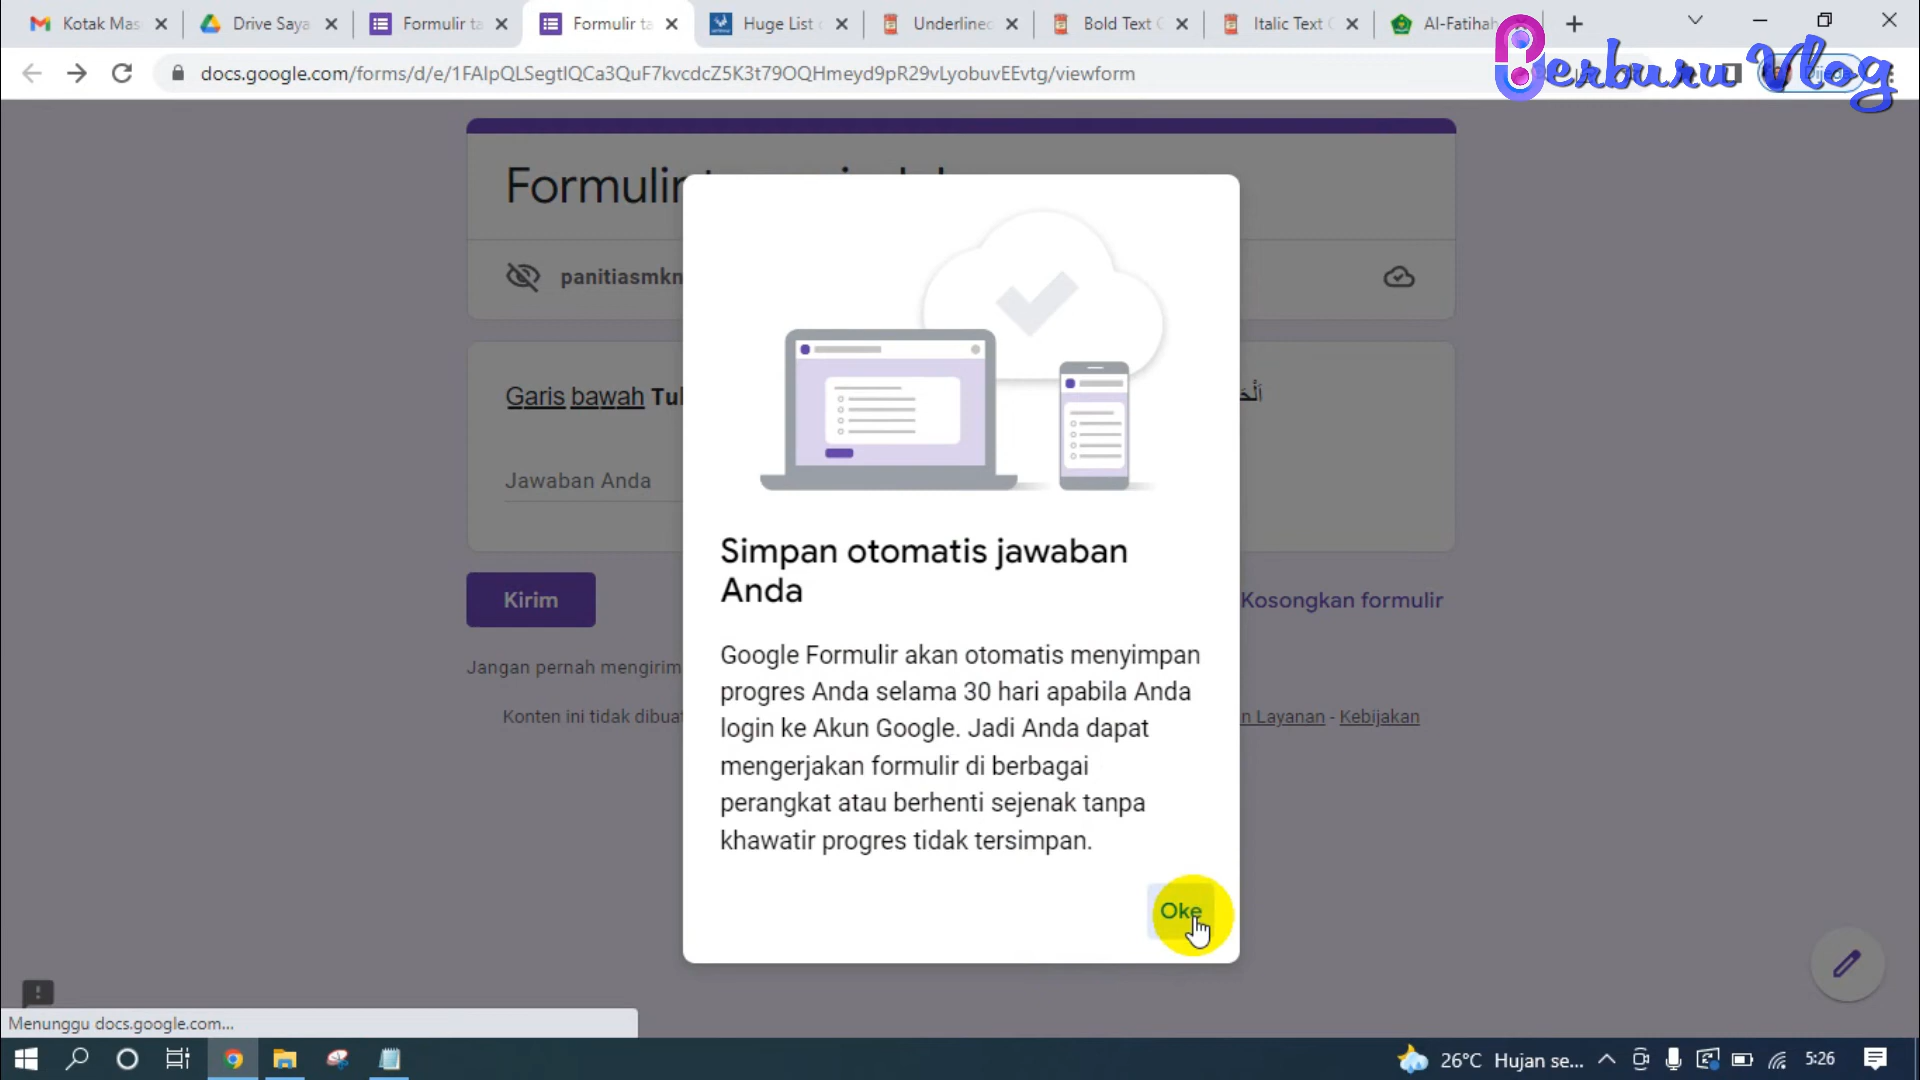 Kotak Mas
Drive Saya
Formulir ta
Formulir ta
Huge List
Underlined
Bold Text
Italic Text
Al-Fatihah
docs.google.com/forms/d/e/1FAIpQLSegtlQCa3QuF7kvcdcZ5K3t79OQHmeyd9pR29vLyobuvEEvtg/viewform
Berburu Vlog
Formulir
panitiasmkn
Garis bawah Tul
Jawaban Anda
Kirim
Kosongkan formulir
Jangan pernah mengirim
Konten ini tidak dibuat
n Layanan - Kebijakan
Simpan otomatis jawaban
Anda
Google Formulir akan otomatis menyimpan
progres Anda selama 30 hari apabila Anda
login ke Akun Google. Jadi Anda dapat
mengerjakan formulir di berbagai
perangkat atau berhenti sejenak tanpa
khawatir progres tidak tersimpan.
Oke
Menunggu docs.google.com...
26°C Hujan se...
5:26